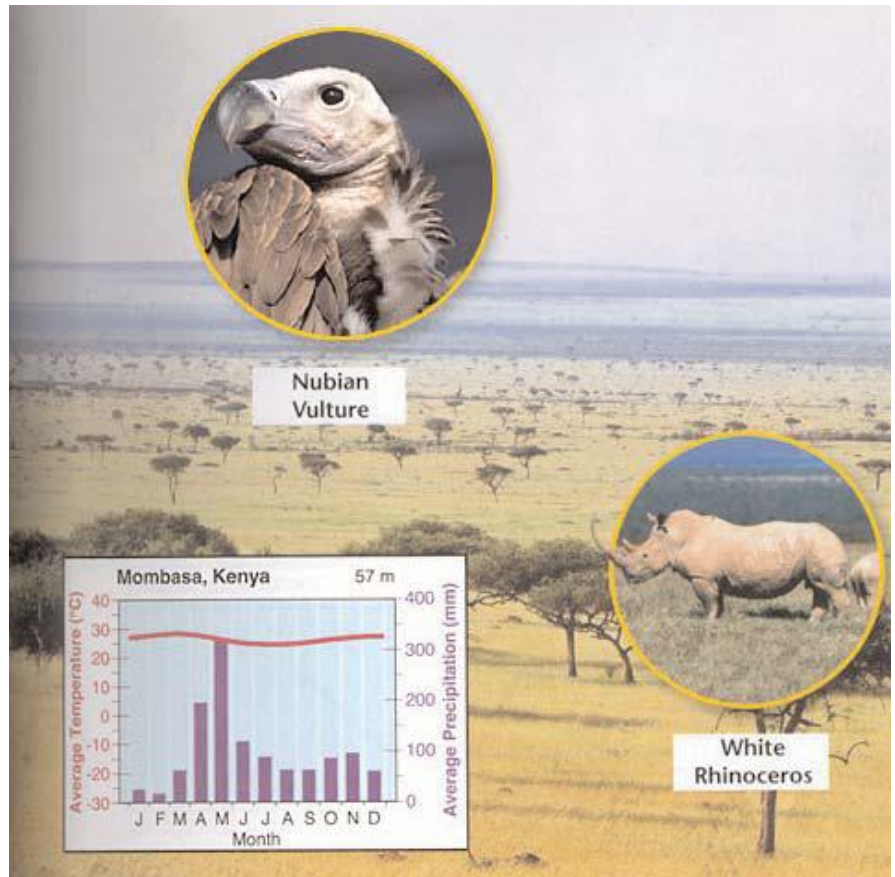 Nubian
Vulture
Mombasa, Kenya 57 m
Average Temperature (°C)
40
30
20
10
0
-10
-20
-30
Average Precipitation (mm)
400
300
200
100
0
J F M A M J J A S O N D
Month
White
Rhinoceros